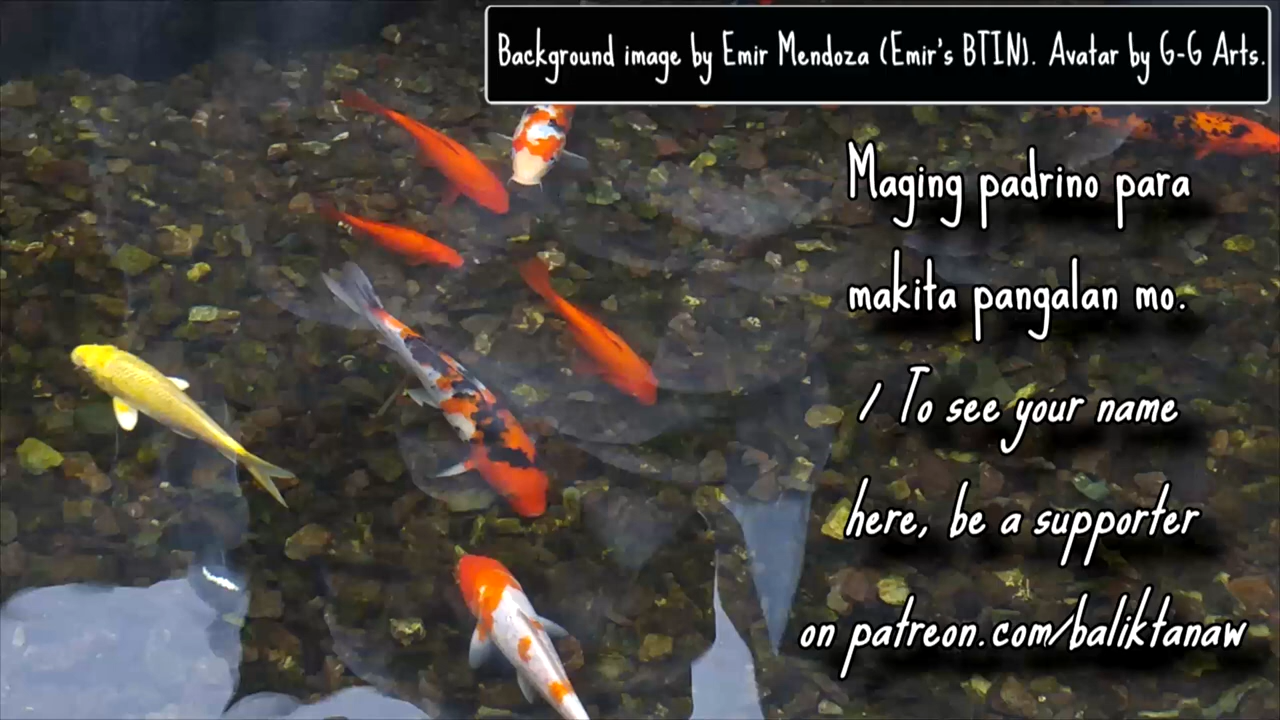 Background image by Emir Mendoza (Emir's BTIN). Avatar by G-G Arts.
Maging padrino para
makita pangalan mo.
/ To see your name
here, be a supporter
on patreon.com/baliktanaw